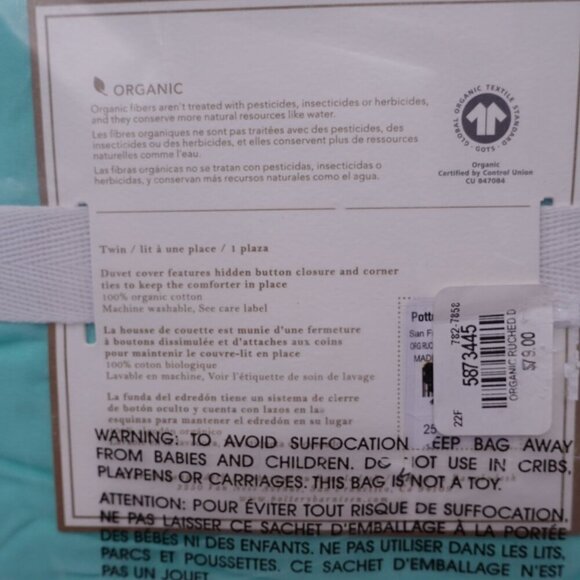 ORGANIC
Organic fibers aren't treated with pesticides, insecticides or herbicides,
and they conserve more natural resources like water.
Les fibres organiques ne sont pas traitées avec des pesticides, des
insecticides ou des herbicides, et elles conservent plus de ressources
naturelles comme l'eau.
Las fibras orgánicas no se tratan con pesticidas, insecticidas o
herbicidas, y conservan más recursos naturales como el agua.
GLOBAL ORGANIC TEXTILE STANDARD · GOTS ·
Organic
Certified by Control Union
CU 847084
Twin / lit à une place / 1 plaza
Duvet cover features hidden button closure and corner
ties to keep the comforter in place
100% organic cotton
Machine washable, See care label
La housse de couette est munie d'une fermeture
à boutons dissimulée et d'attaches aux coins
pour maintenir le couvre-lit en place
100% coton biologique
Lavable en machine, Voir l'étiquette de soin de lavage
La funda del edredón tiene un sistema de cierre
de botón oculto y cuenta con lazos en las
esquinas para mantener el edredón en su lugar
algodón orgánico
Potte
San F
ORG RUC
MADE
25
782-7858
5873445
22F
ORGANIC RUCHED D
$79.00
WARNING: TO AVOID SUFFOCATION EEP BAG AWAY
FROM BABIES AND CHILDREN. DO NOT USE IN CRIBS,
PLAYPENS OR CARRIAGES. THIS BAG IS NOT A TOY.
ATTENTION: POUR ÉVITER TOUT RISQUE DE SUFFOCATION.
NE PAS LAISSER CE SACHET D'EMBALLAGE À LA PORTÉE
DES BÉBÉS NI DES ENFANTS. NE PAS UTILISER DANS LES LITS,
PARCS ET POUSSETTES. CE SACHET D'EMBALLAGE N'EST
PAS UN JOUET.